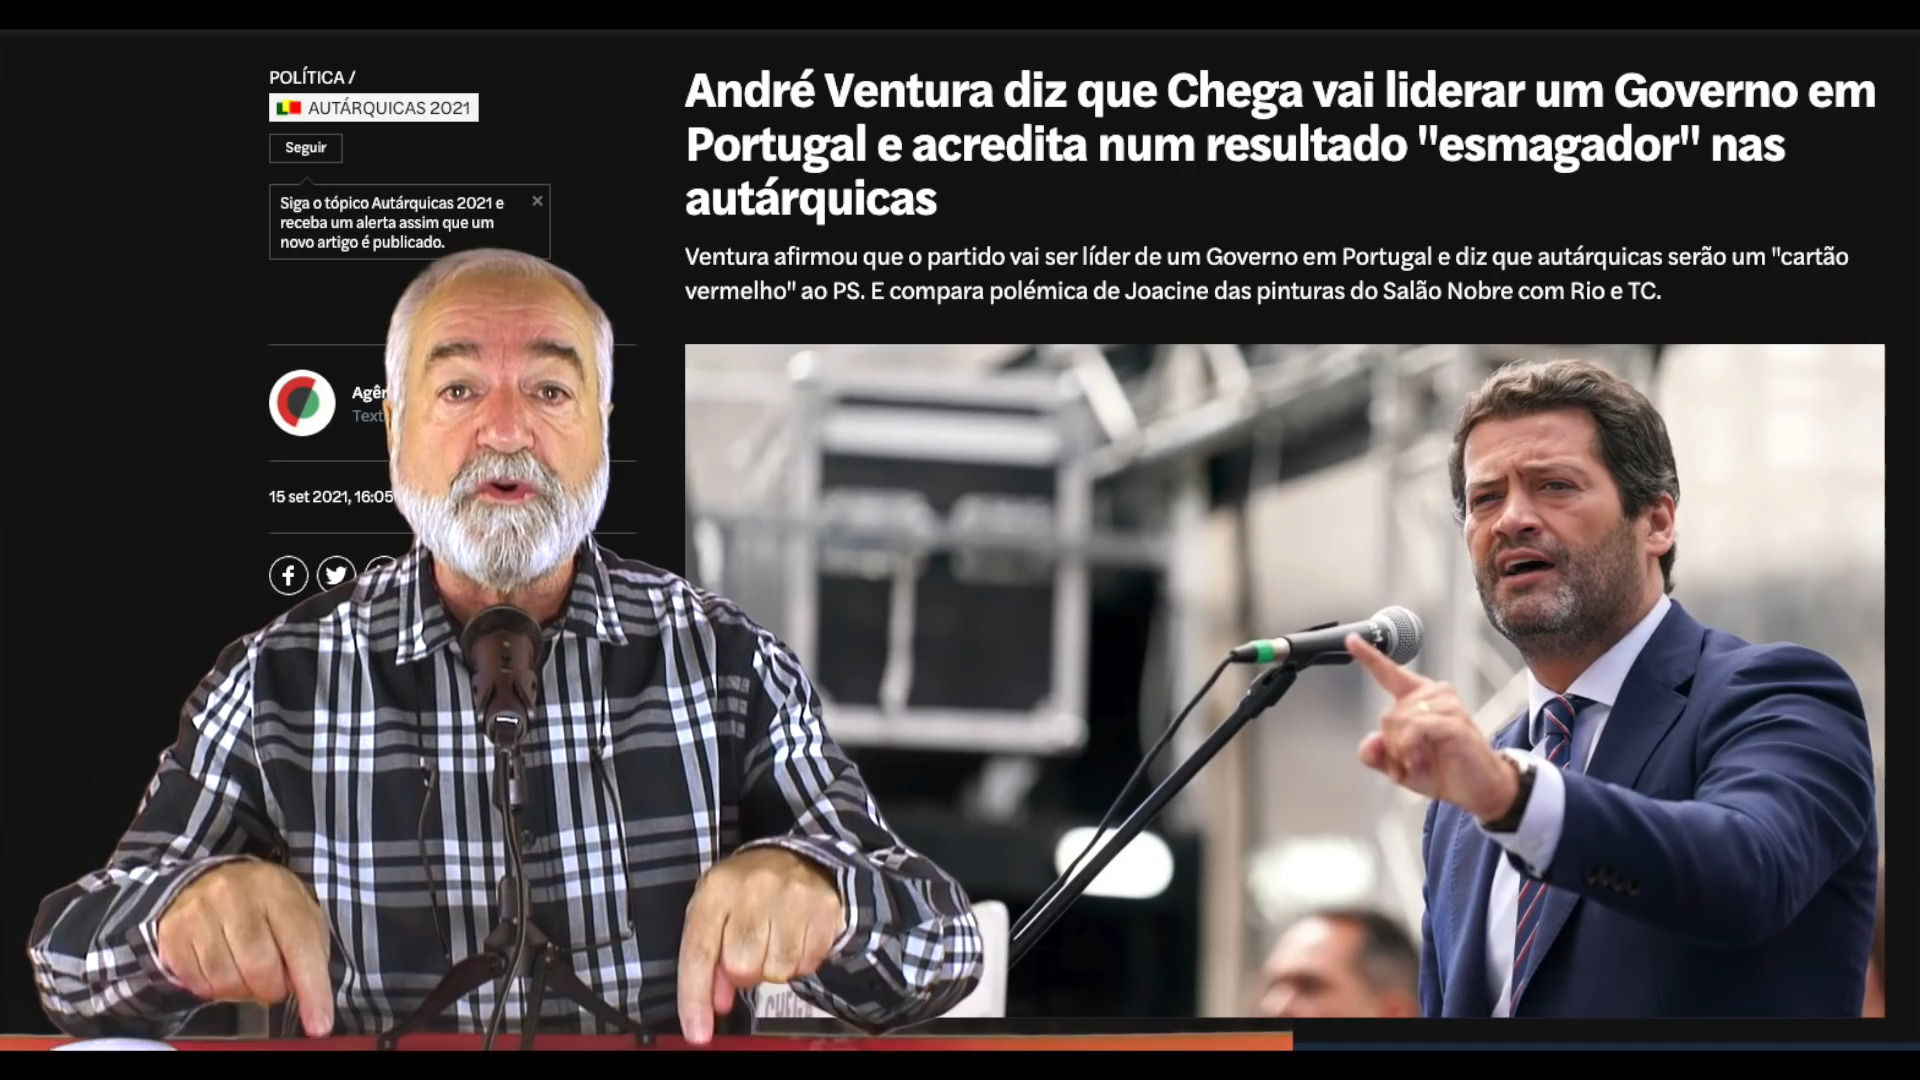 POLÍTICA /
AUTÁRQUICAS 2021
Seguir
Siga o tópico Autárquicas 2021 e
receba um alerta assim que um
novo artigo é publicado.
15 set 2021, 16:05
André Ventura diz que Chega vai liderar um Governo em
Portugal e acredita num resultado "esmagador" nas
autárquicas
Ventura afirmou que o partido vai ser líder de um Governo em Portugal e diz que autárquicas serão um "cartão
vermelho" ao PS. E compara polémica de Joacine das pinturas do Salão Nobre com Rio e TC.